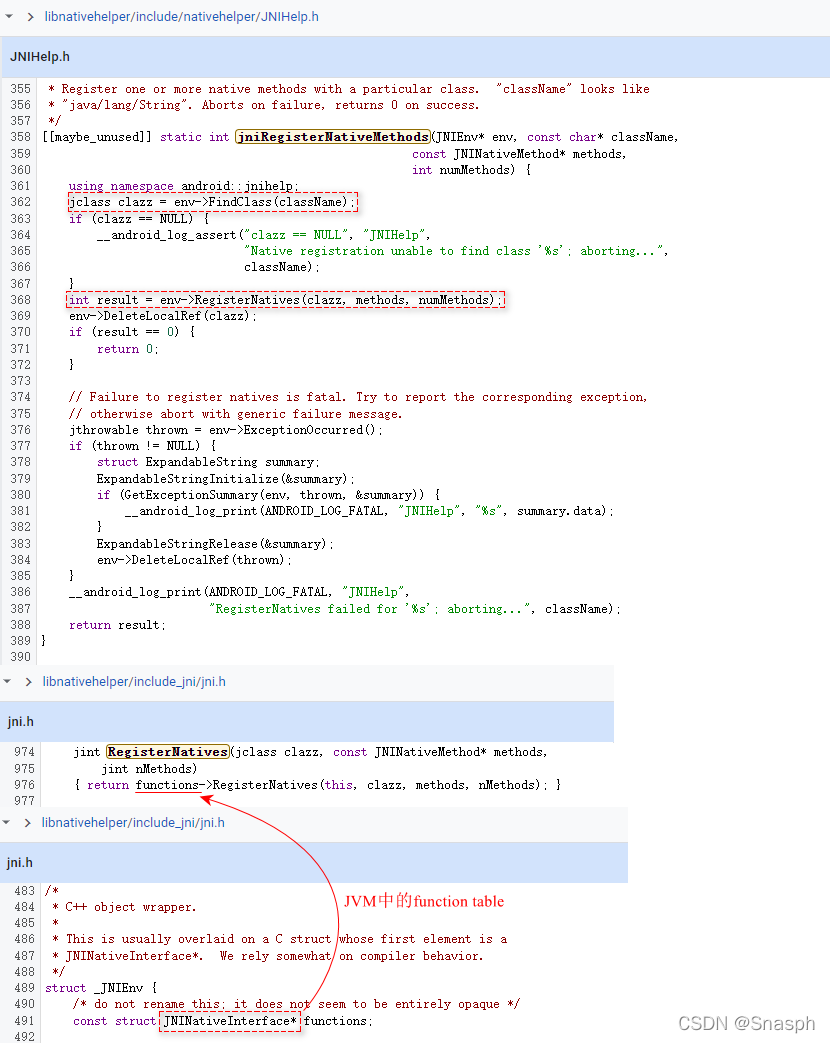 libnativehelper/include/nativehelper/JNIHelp.h
JNIHelp.h
355 * Register one or more native methods with a particular class.  "className" looks like
356 * "java/lang/String". Aborts on failure, returns 0 on success.
357 */
358 [[maybe_unused]] static int jniRegisterNativeMethods(JNIEnv* env, const char* className,
359 const JNINativeMethod* methods,
360 int numMethods) {
361 using namespace android::jnihelp;
362 jclass clazz = env->FindClass(className);
363 if (clazz == NULL) {
364 __android_log_assert("clazz == NULL", "JNIHelp",
365 "Native registration unable to find class '%s'; aborting...",
366 className);
367 }
368 int result = env->RegisterNatives(clazz, methods, numMethods);
369 env->DeleteLocalRef(clazz);
370 if (result == 0) {
371 return 0;
372 }
373
374 // Failure to register natives is fatal. Try to report the corresponding exception,
375 // otherwise abort with generic failure message.
376 jthrowable thrown = env->ExceptionOccurred();
377 if (thrown != NULL) {
378 struct ExpandableString summary;
379 ExpandableStringInitialize(&summary);
380 if (GetExceptionSummary(env, thrown, &summary)) {
381 __android_log_print(ANDROID_LOG_FATAL, "JNIHelp", "%s", summary.data);
382 }
383 ExpandableStringRelease(&summary);
384 env->DeleteLocalRef(thrown);
385 }
386 __android_log_print(ANDROID_LOG_FATAL, "JNIHelp",
387 "RegisterNatives failed for '%s'; aborting...", className);
388 return result;
389 }
390
libnativehelper/include_jni/jni.h
jni.h
974 jint RegisterNatives(jclass clazz, const JNINativeMethod* methods,
975 jint nMethods)
976 { return functions->RegisterNatives(this, clazz, methods, nMethods); }
977
libnativehelper/include_jni/jni.h
jni.h
483 /*
484 * C++ object wrapper.
JVM中的function table
485 *
486 * This is usually overlaid on a C struct whose first element is a
487 * JNINativeInterface*.  We rely somewhat on compiler behavior.
488 */
489 struct _JNIEnv {
490 /* do not rename this; it does not seem to be entirely opaque */
491 const struct JNINativeInterface* functions;
492
CSDN @Snasph